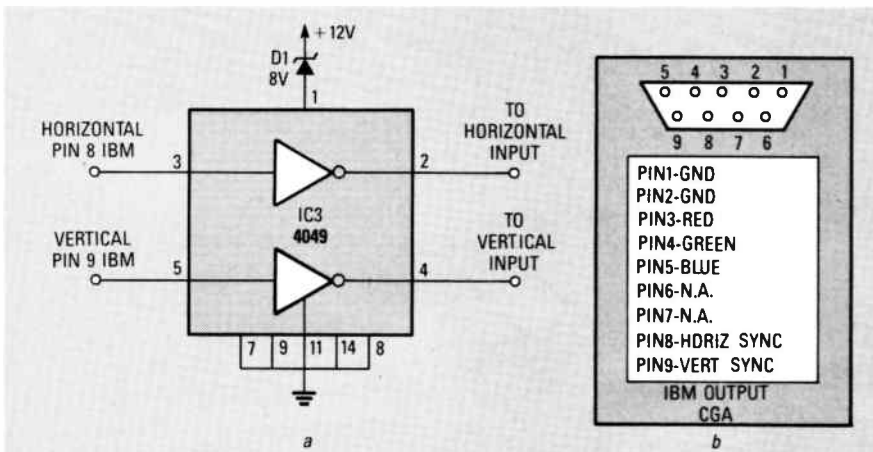 +12V
D1
8V
1
HORIZONTAL
PIN 8 IBM
3
2
TO
HORIZONTAL
INPUT
IC3
4049
VERTICAL
PIN 9 IBM
5
4
TO
VERTICAL
INPUT
7 9 11 14 8
a
5 4 3 2 1
9 8 7 6
PIN1-GND
PIN2-GND
PIN3-RED
PIN4-GREEN
PIN5-BLUE
PIN6-N.A.
PIN7-N.A.
PIN8-HDRIZ SYNC
PIN9-VERT SYNC
IBM OUTPUT
CGA
b